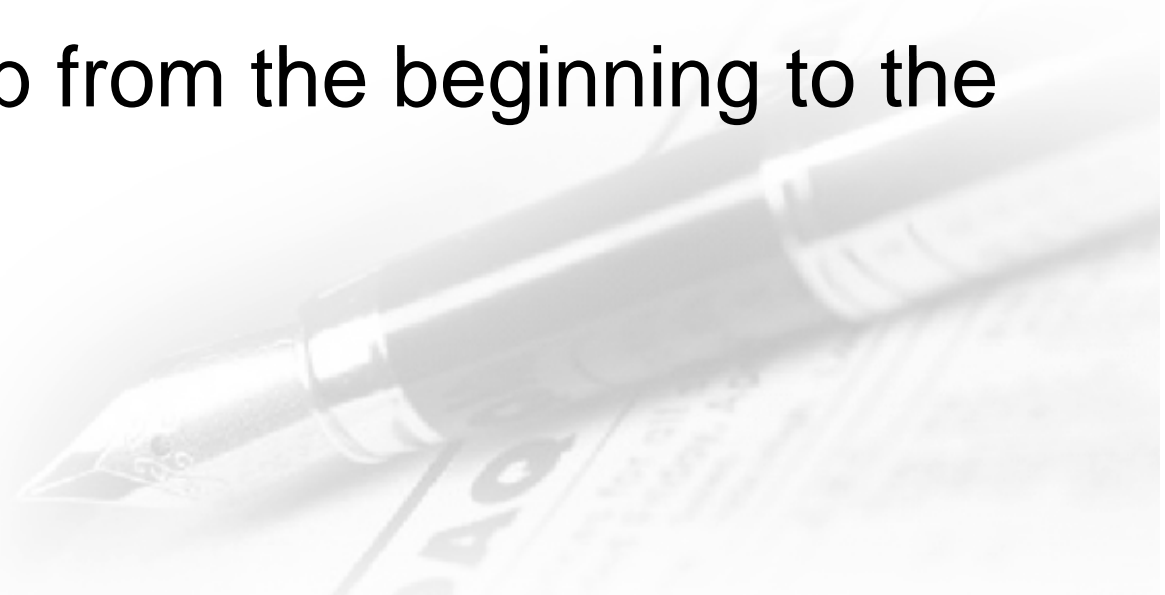 from the beginning to the